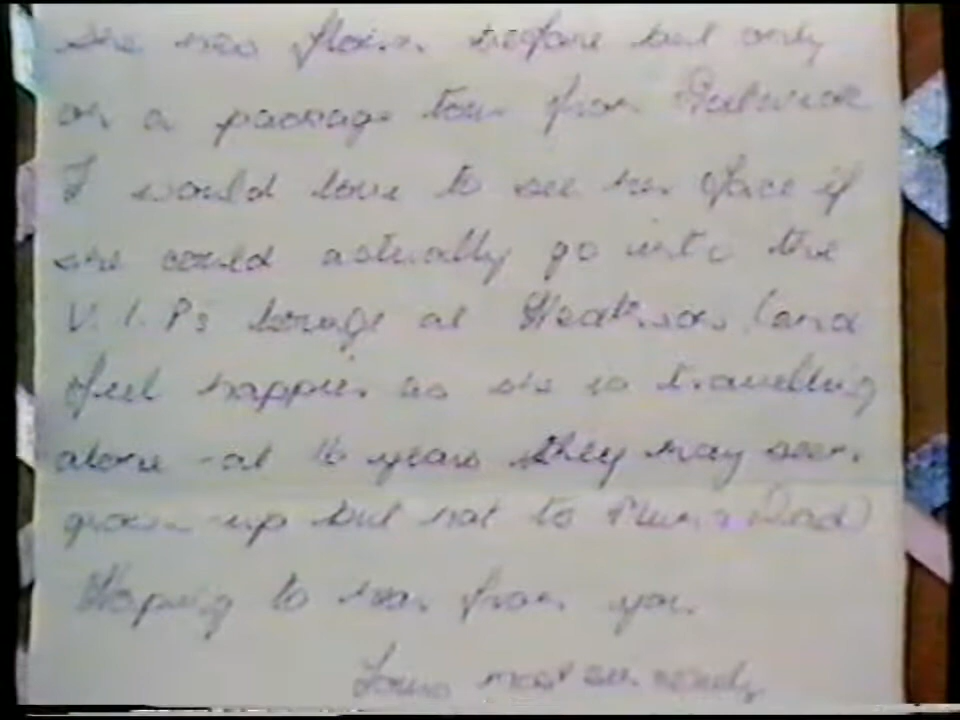 she has flown before but only
on a package tour from Gatwick
I would love to see her face if
she could actually go into the
V.I.Ps lounge at Heathrow (and
feel happier as she is travelling
alone - at 16 years they may seem
grown-up but not to Mum & Dad)
Hoping to hear from you
Yours most sincerely